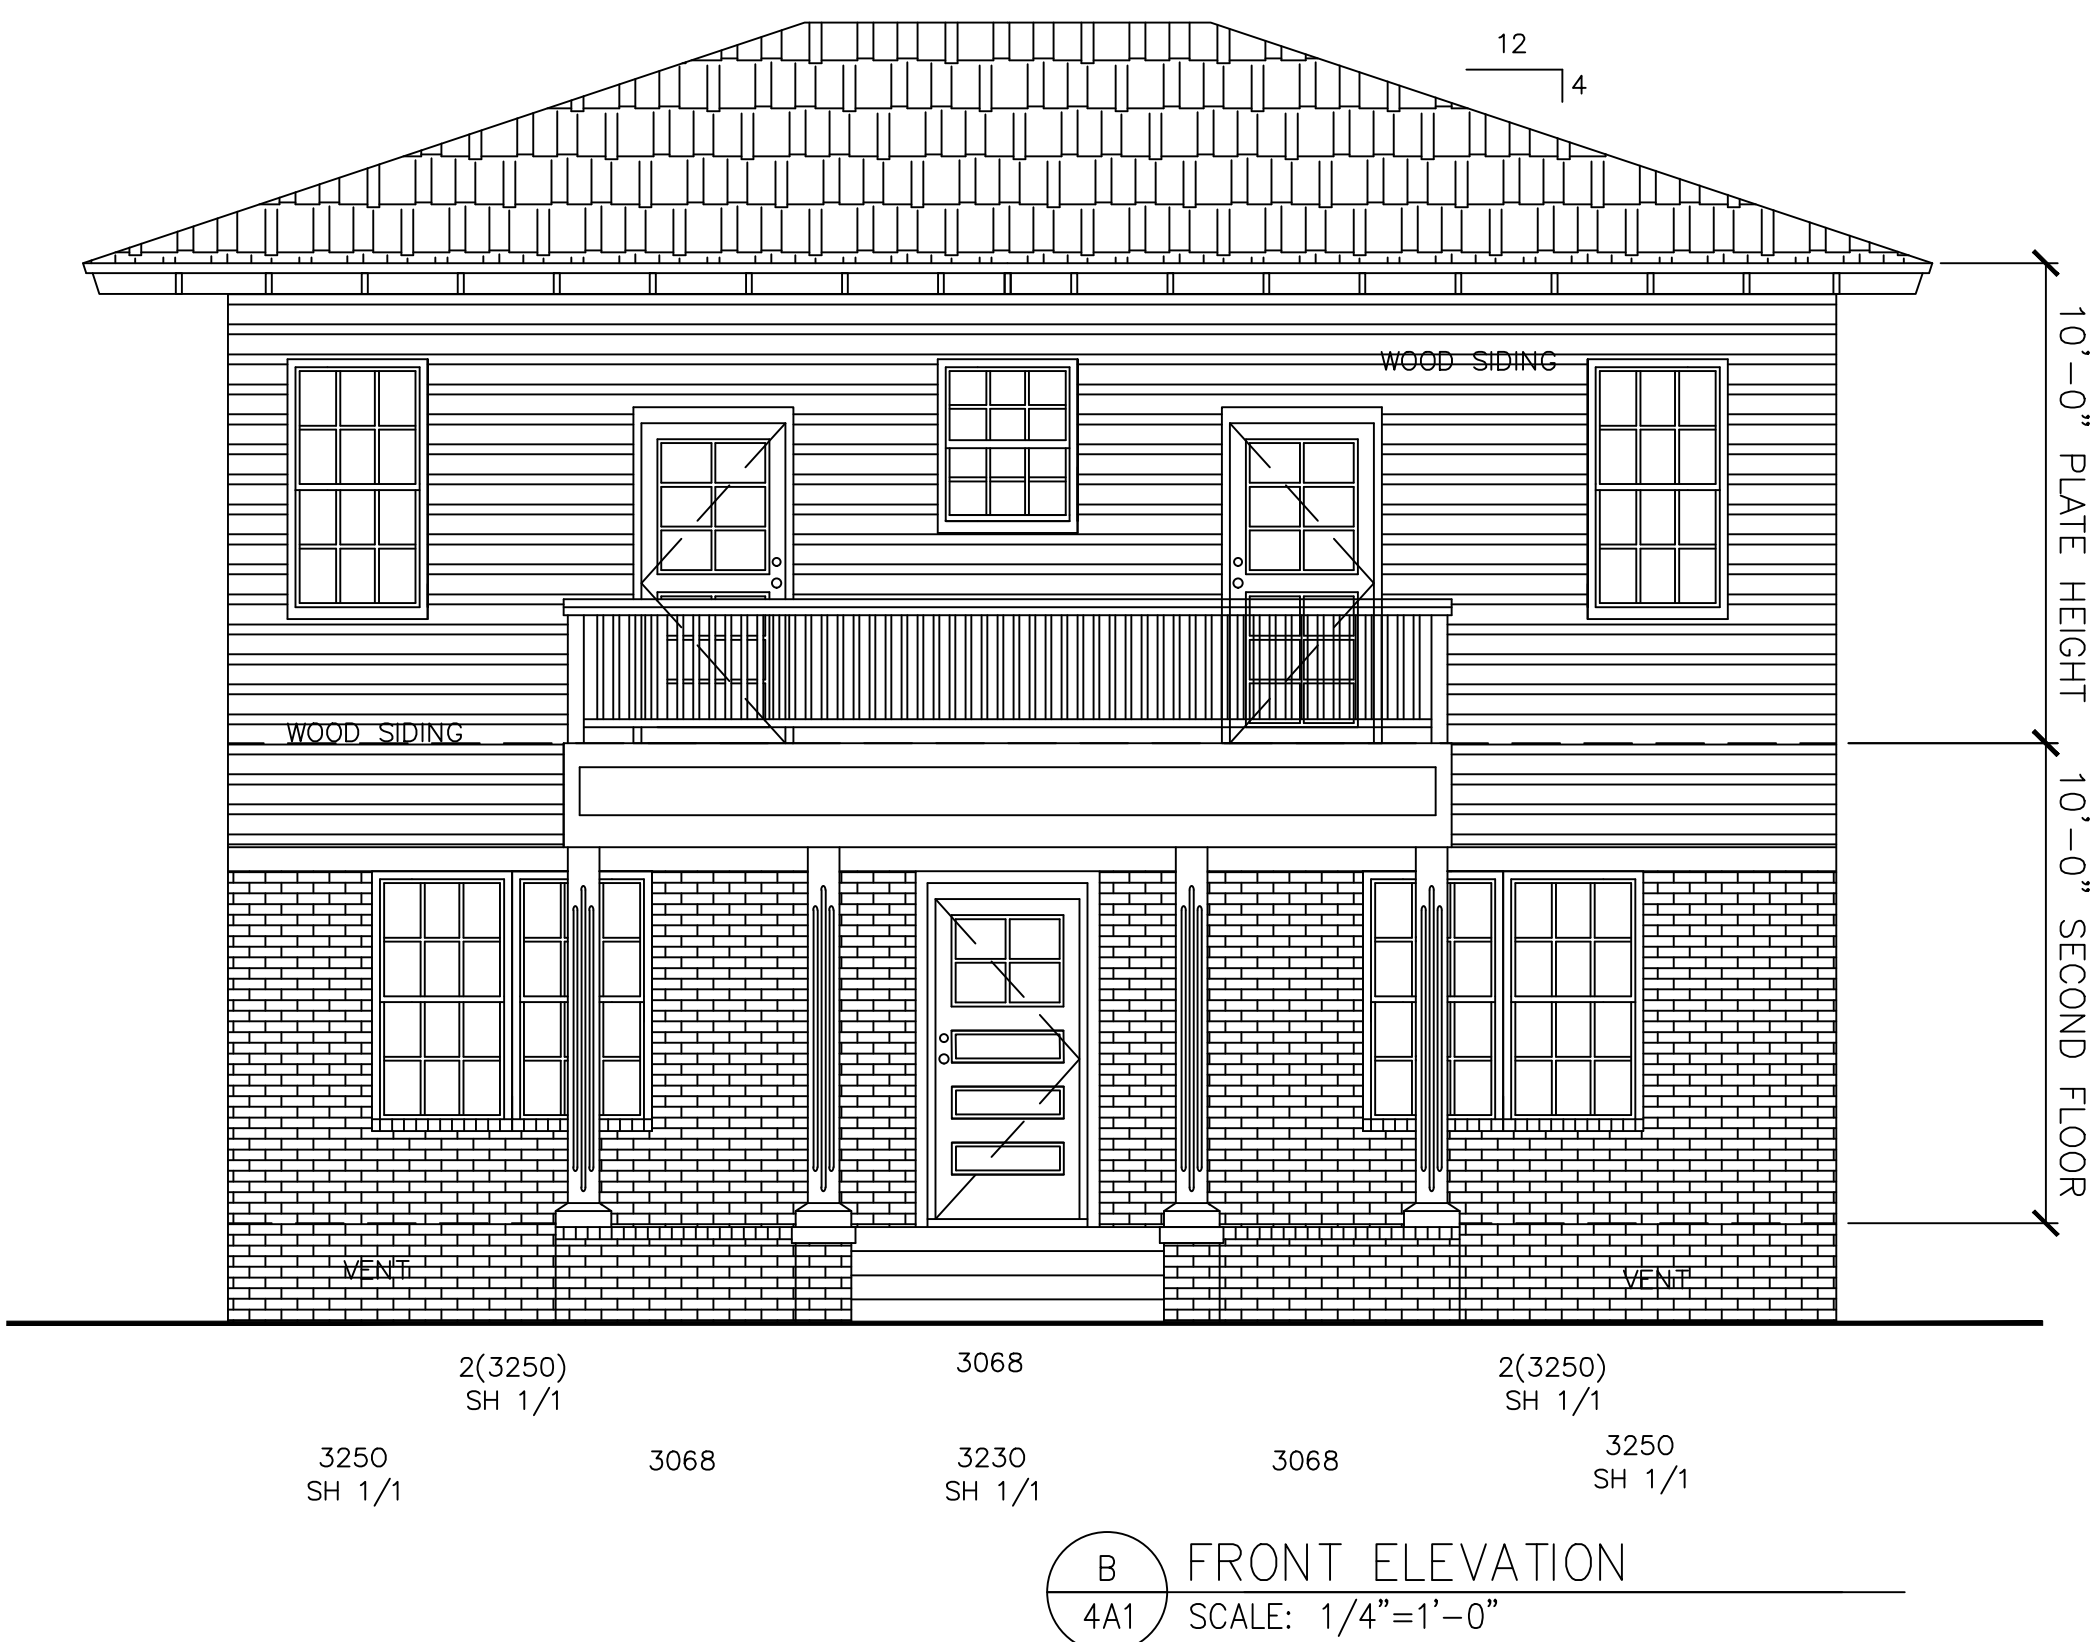 12
4
WOOD SIDING
10'-0" PLATE HEIGHT
WOOD SIDING
10'-0" SECOND FLOOR
VENT
VENT
2(3250)
SH 1/1
3068
2(3250)
SH 1/1
3250
SH 1/1
3068
3230
SH 1/1
3068
3250
SH 1/1
B
4A1
FRONT ELEVATION
SCALE: 1/4"=1'-0"